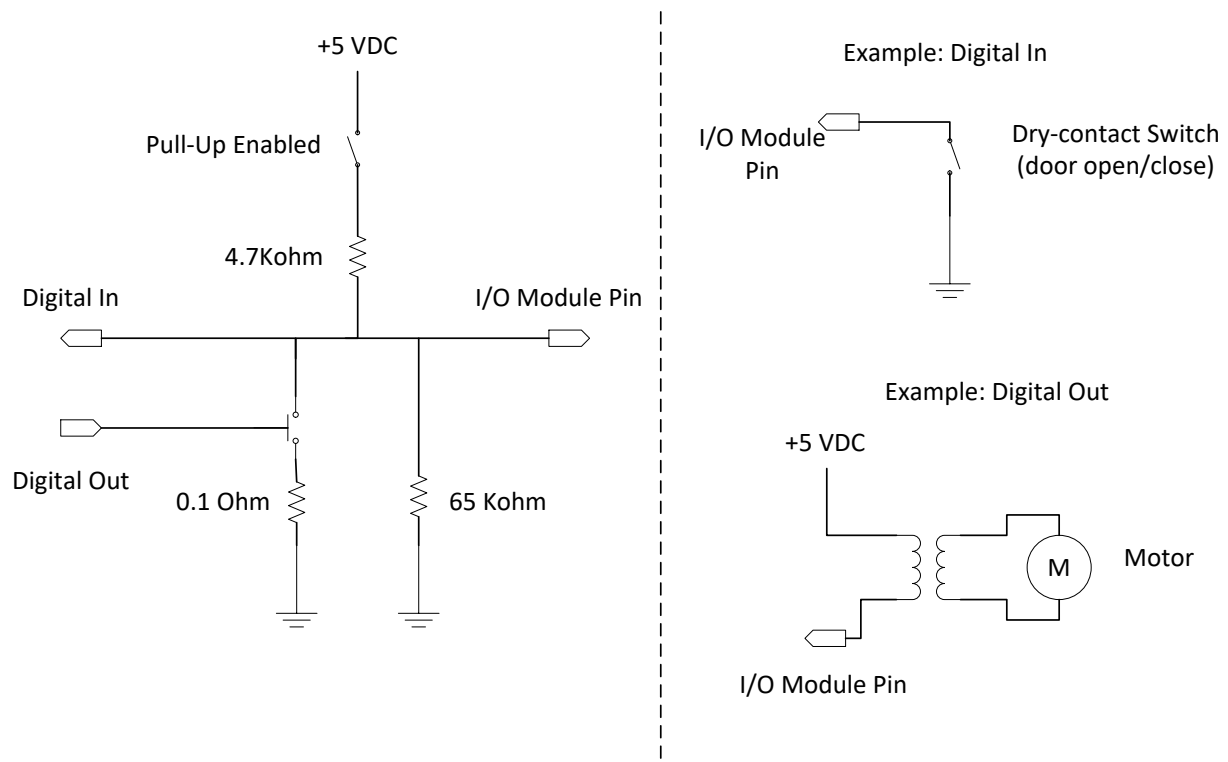 +5 VDC
Pull-Up Enabled
4.7Kohm
Digital In
I/O Module Pin
Digital Out
0.1 Ohm
65 Kohm
Example: Digital In
I/O Module
Pin
Dry-contact Switch
(door open/close)
Example: Digital Out
+5 VDC
M
Motor
I/O Module Pin